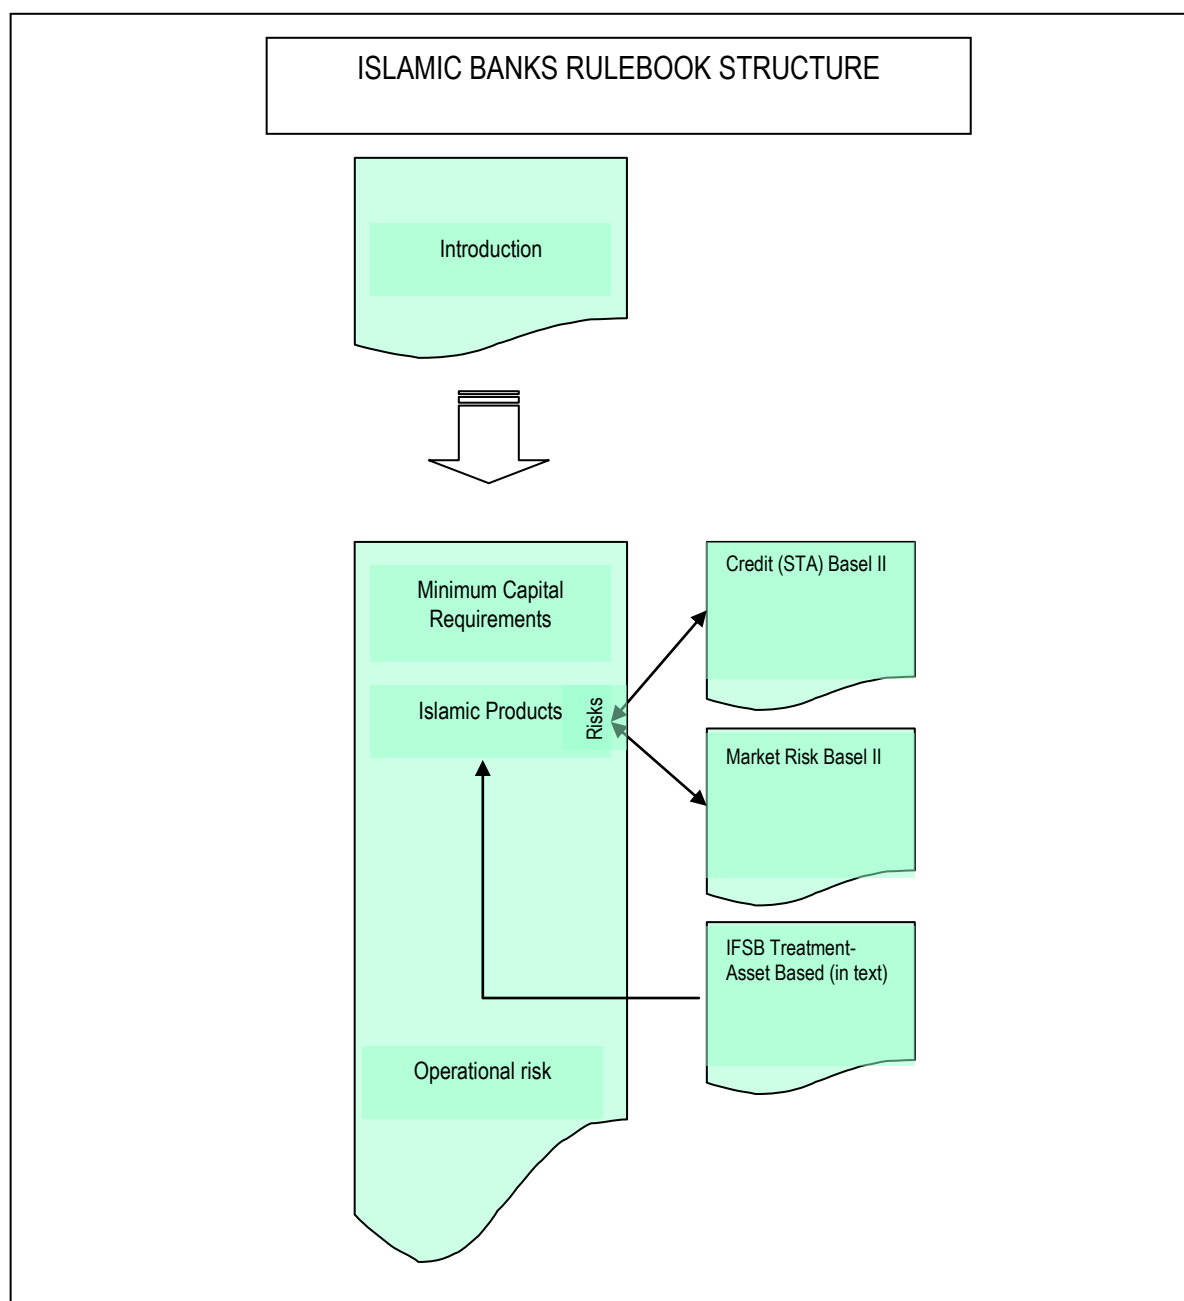 ISLAMIC BANKS RULEBOOK STRUCTURE
Introduction
Minimum Capital
Requirements
Islamic Products
Risks
Operational risk
Credit (STA) Basel II
Market Risk Basel II
IFSB Treatment-
Asset Based (in text)